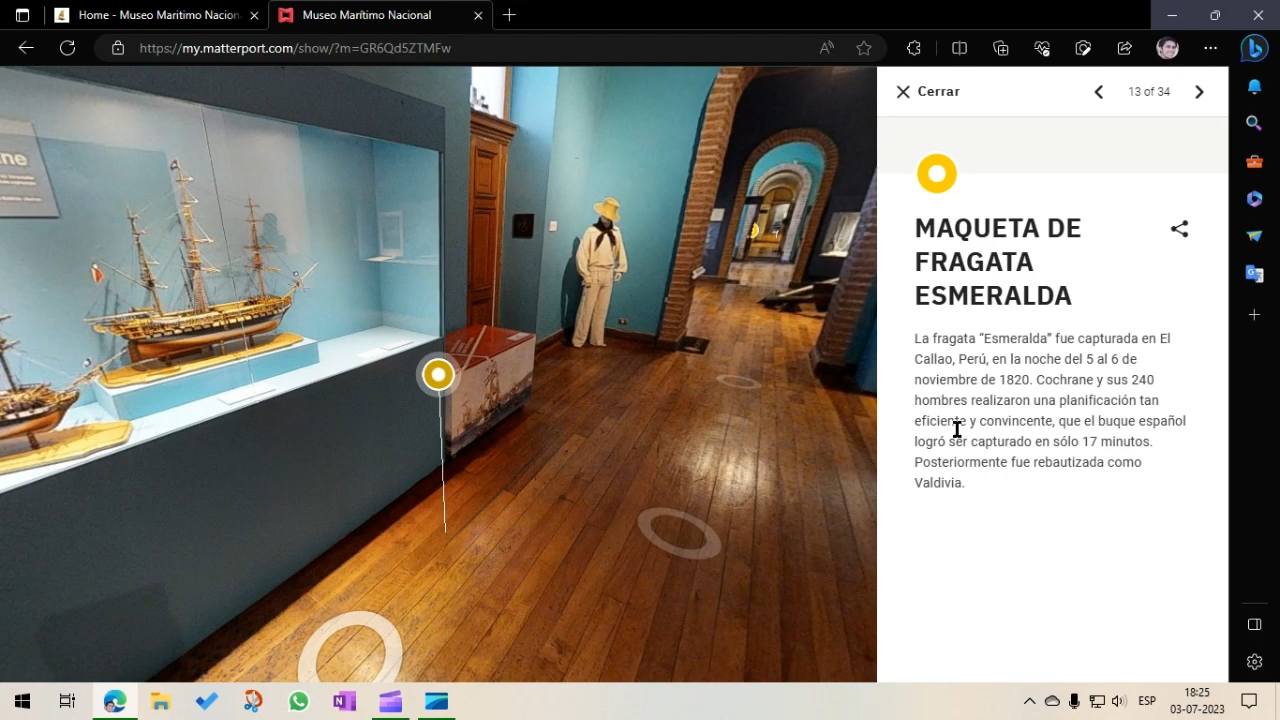 Home - Museo Maritimo Nacion
Museo Marítimo Nacional
https://my.matterport.com/show/?m=GR6Qd5ZTMFw
Cerrar
13 of 34
MAQUETA DE
FRAGATA
ESMERALDA
La fragata “Esmeralda” fue capturada en El
Callao, Perú, en la noche del 5 al 6 de
noviembre de 1820. Cochrane y sus 240
hombres realizaron una planificación tan
eficiente y convincente, que el buque español
logró ser capturado en sólo 17 minutos.
Posteriormente fue rebautizada como
Valdivia.
ESP
18:25
03-07-2023